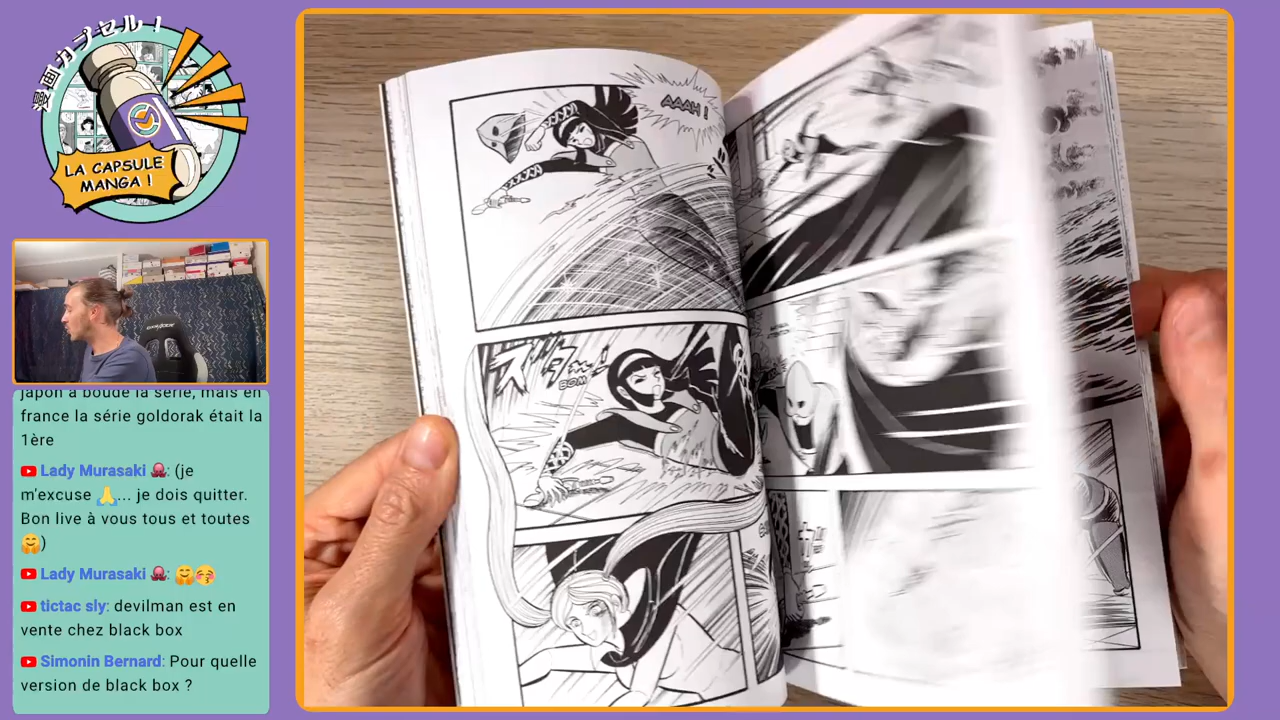 漫画カプセル！
LA CAPSULE
MANGA !
japon a boudé la série, mais en
france la série goldorak était la
1ère
Lady Murasaki 🐙: (je
m'excuse 🙏... je dois quitter.
Bon live à vous tous et toutes
🤗)
Lady Murasaki 🐙: 🤗😚
tictac sly: devilman est en
vente chez black box
Simonin Bernard: Pour quelle
version de black box ?
AAAH !
BOM